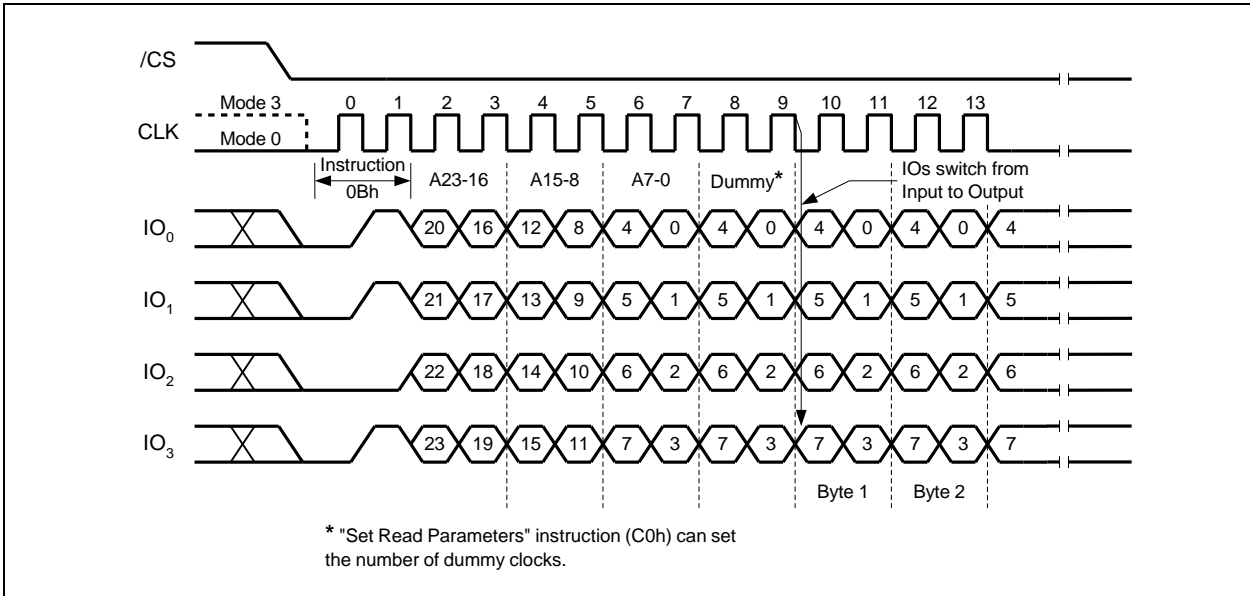 /CS
Mode 3 0 1 2 3 4 5 6 7 8 9 10 11 12 13
CLK Mode 0
Instruction
0Bh A23-16 A15-8 A7-0 Dummy* IOs switch from
Input to Output
IO0 20 16 12 8 4 0 4 0 4 0 4 0 4
IO1 21 17 13 9 5 1 5 1 5 1 5 1 5
IO2 22 18 14 10 6 2 6 2 6 2 6 2 6
IO3 23 19 15 11 7 3 7 3 7 3 7 3 7
Byte 1 Byte 2
* "Set Read Parameters" instruction (C0h) can set
the number of dummy clocks.